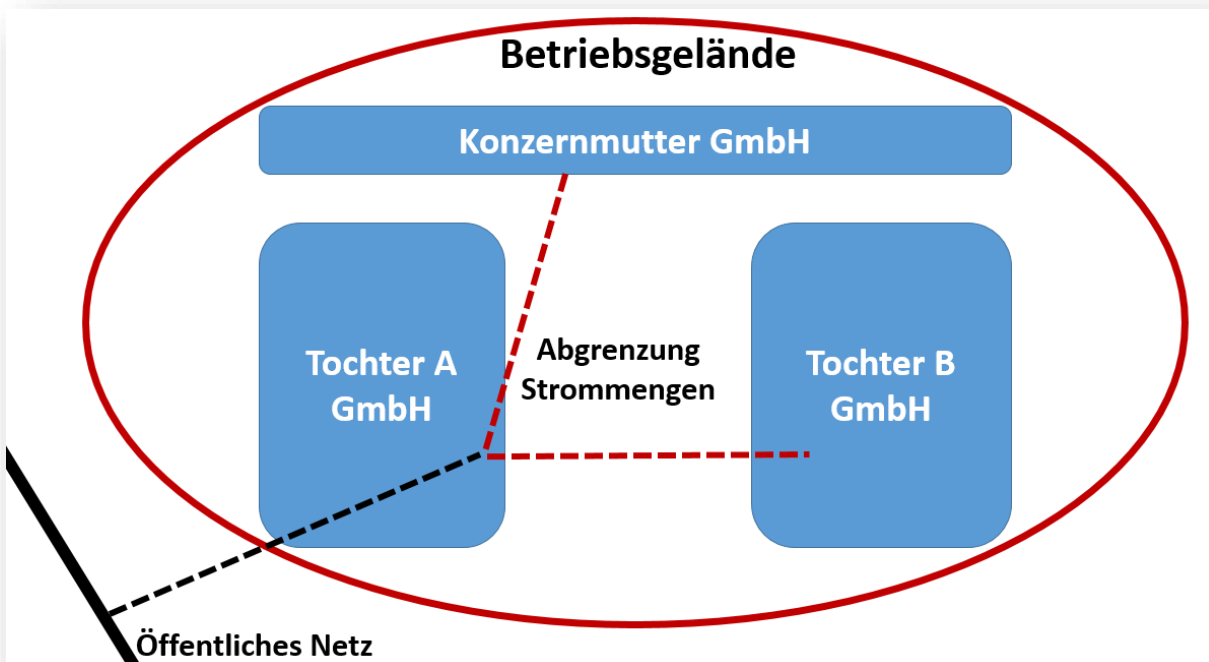 Betriebsgelände
Konzernmutter GmbH
Tochter A
GmbH
Abgrenzung
Strommengen
Tochter B
GmbH
Öffentliches Netz